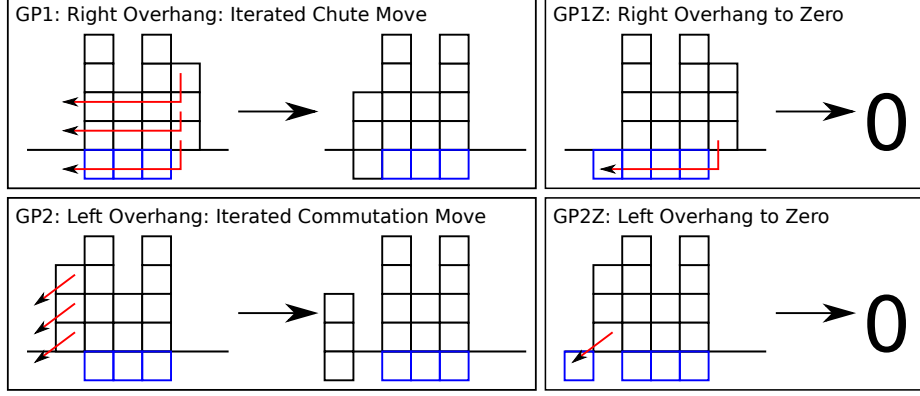 GP1: Right Overhang: Iterated Chute Move
GP1Z: Right Overhang to Zero
0
GP2: Left Overhang: Iterated Commutation Move
GP2Z: Left Overhang to Zero
0